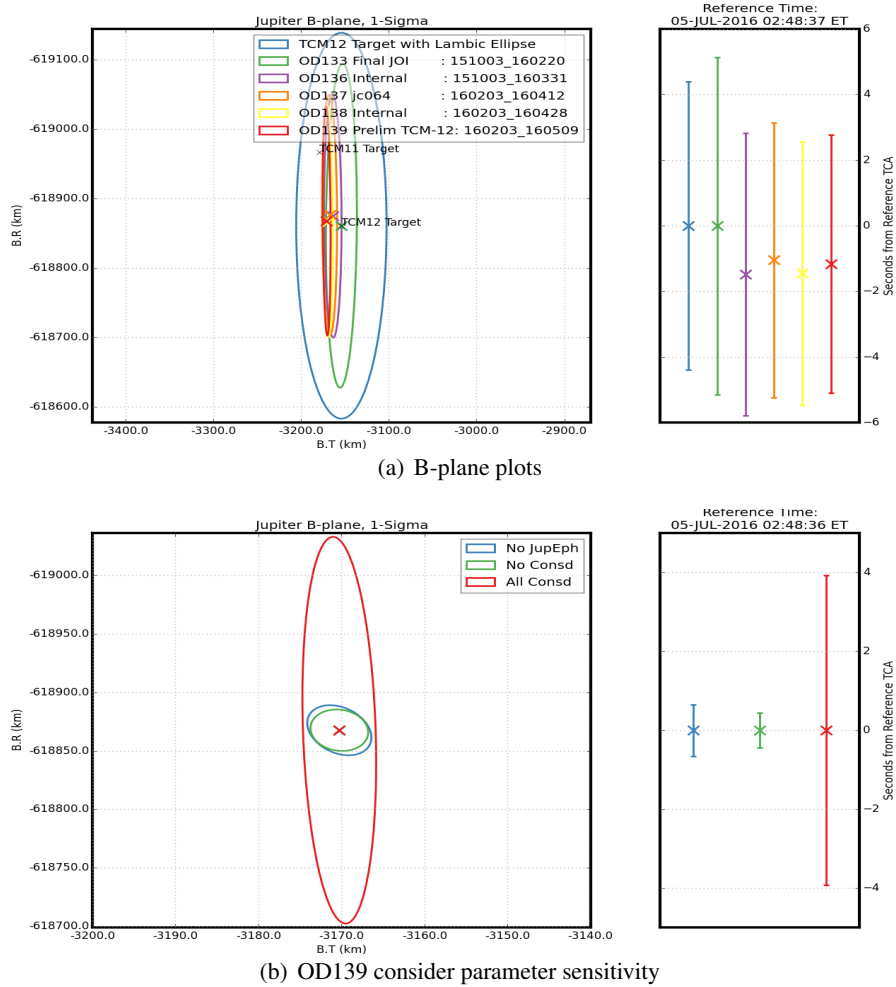 Jupiter B-plane, 1-Sigma
TCM12 Target with Lambic Ellipse
OD133 Final JOI : 151003_160220
OD136 Internal : 151003_160331
OD137 jc064 : 160203_160412
OD138 Internal : 160203_160428
OD139 Prelim TCM-12: 160203_160509
TCM11 Target
TCM12 Target
-619100.0
-619000.0
-618900.0
-618800.0
-618700.0
-618600.0
B.R (km)
-3400.0 -3300.0 -3200.0 -3100.0 -3000.0 -2900.0
B.T (km)
Reference Time:
05-JUL-2016 02:48:37 ET
6
4
2
0
-2
-4
-6
Seconds from Reference TCA
(a) B-plane plots
Jupiter B-plane, 1-Sigma
No JupEph
No Consd
All Consd
-619000.0
-618950.0
-618900.0
-618850.0
-618800.0
-618750.0
-618700.0
B.R (km)
-3200.0 -3190.0 -3180.0 -3170.0 -3160.0 -3150.0 -3140.0
B.T (km)
Reference Time:
05-JUL-2016 02:48:36 ET
4
2
0
-2
-4
Seconds from Reference TCA
(b) OD139 consider parameter sensitivity